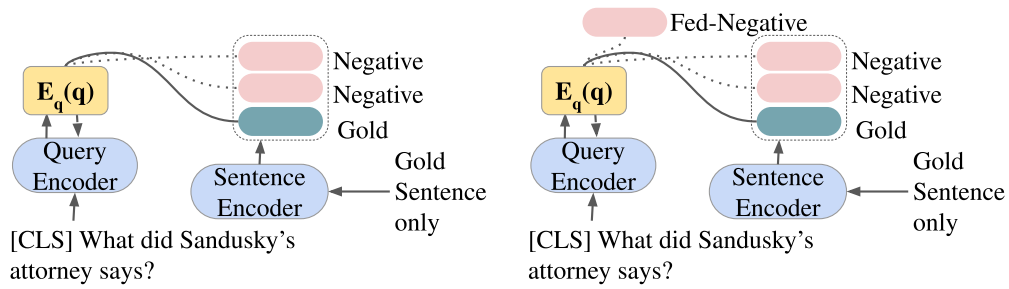 Negative
Negative
Gold
E_q(q)
Query
Encoder
Sentence
Encoder
Gold
Sentence
only
[CLS] What did Sandusky's
attorney says?
Fed-Negative
Negative
Negative
Gold
E_q(q)
Query
Encoder
Sentence
Encoder
Gold
Sentence
only
[CLS] What did Sandusky's
attorney says?